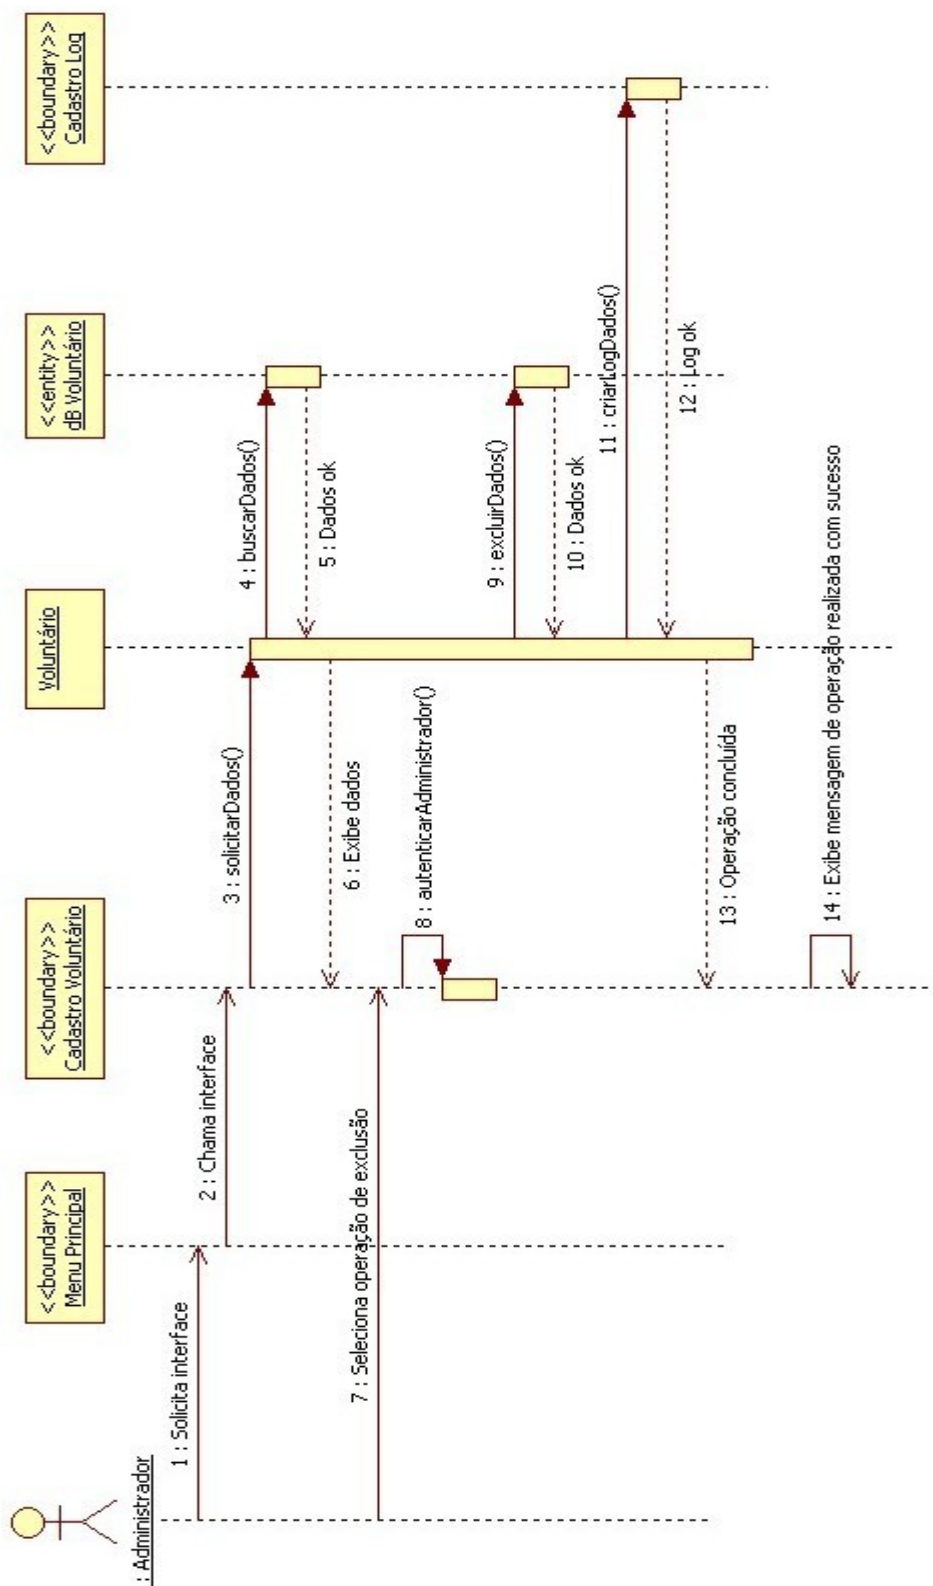 : Administrador
<<boundary>>
Menu Principal
<<boundary>>
Cadastro Voluntário
Voluntário
<<entity>>
dB Voluntário
<<boundary>>
Cadastro Log
1 : Solicita interface
2 : Chama interface
3 : solicitarDados()
4 : buscarDados()
5 : Dados ok
6 : Exibe dados
7 : Seleciona operação de exclusão
8 : autenticarAdministrador()
9 : excluirDados()
10 : Dados ok
11 : criarLogDados()
12 : Log ok
13 : Operação concluída
14 : Exibe mensagem de operação realizada com sucesso